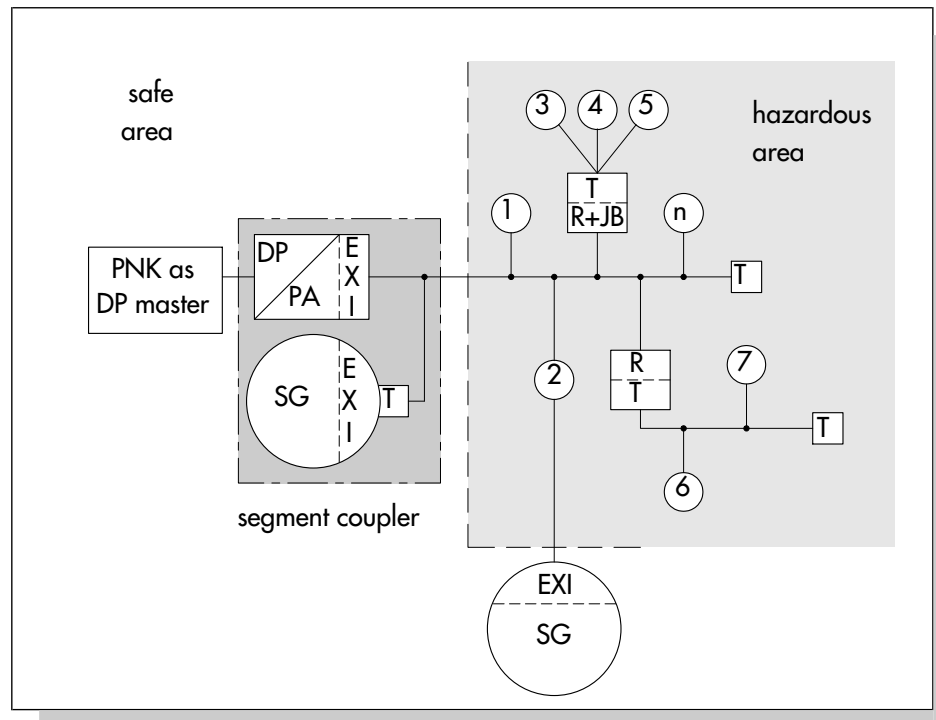 safe
area
hazardous
area
3 4 5
T
R+JB
1
n
PNK as
DP master
DP
PA
E
X
I
T
SG
E
X
I
T
2
R
T
7
T
6
segment coupler
EXI
SG